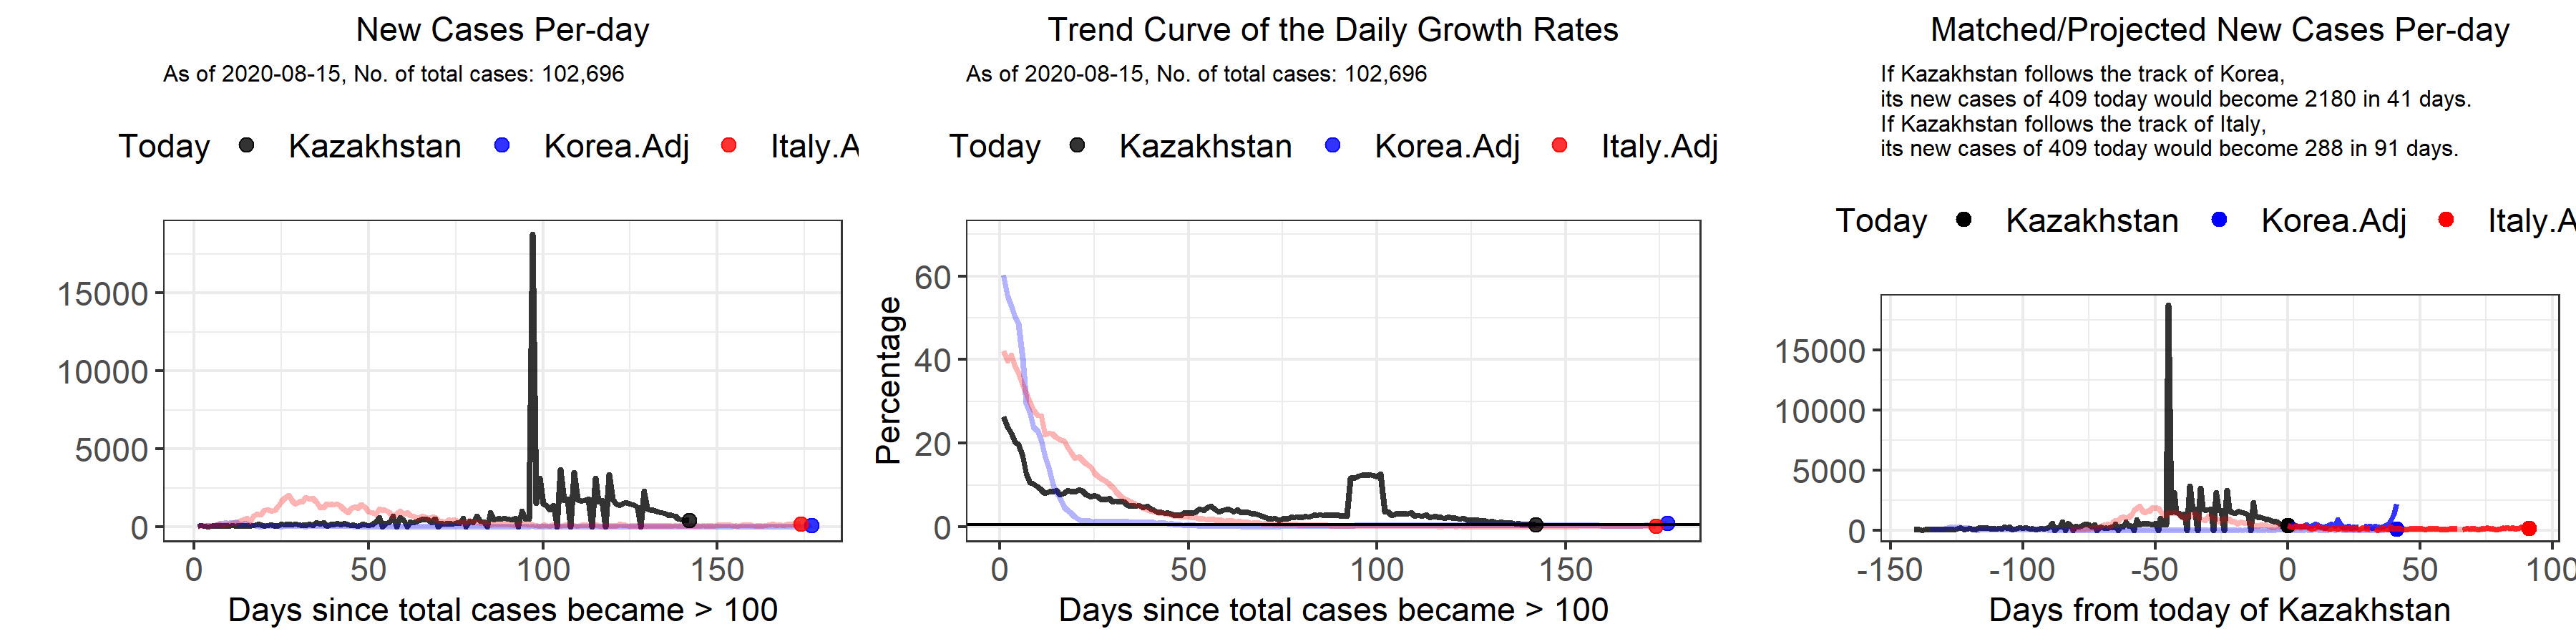 New Cases Per-day
As of 2020-08-15, No. of total cases: 102,696
Today Kazakhstan Korea.Adj Italy.A
15000
10000
5000
0
0 50 100 150
Days since total cases became > 100
Trend Curve of the Daily Growth Rates
As of 2020-08-15, No. of total cases: 102,696
Today Kazakhstan Korea.Adj Italy.Adj
Percentage
60
40
20
0
0 50 100 150
Days since total cases became > 100
Matched/Projected New Cases Per-day
If Kazakhstan follows the track of Korea,
its new cases of 409 today would become 2180 in 41 days.
If Kazakhstan follows the track of Italy,
its new cases of 409 today would become 288 in 91 days.
Today Kazakhstan Korea.Adj Italy.A
15000
10000
5000
0
-150 -100 -50 0 50 100
Days from today of Kazakhstan